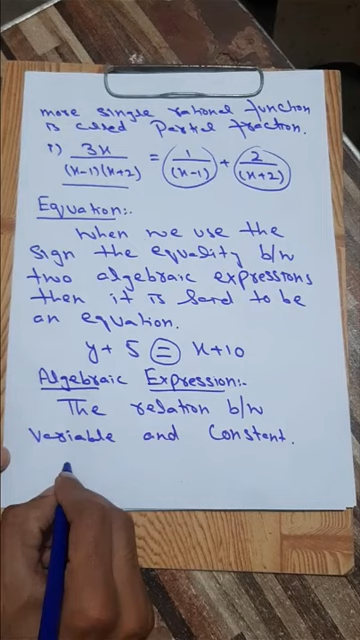 more single rational function
is called Partial fraction.
i) 3x / (x-1)(x+2) = 1 / (x-1) + 2 / (x+2)
Equation:-
When we use the
sign the equality b/w
two algebraic expressions
then it is said to be
an equation.
y + 5 = x + 10
Algebraic Expression:-
The relation b/w
variable and Constant.